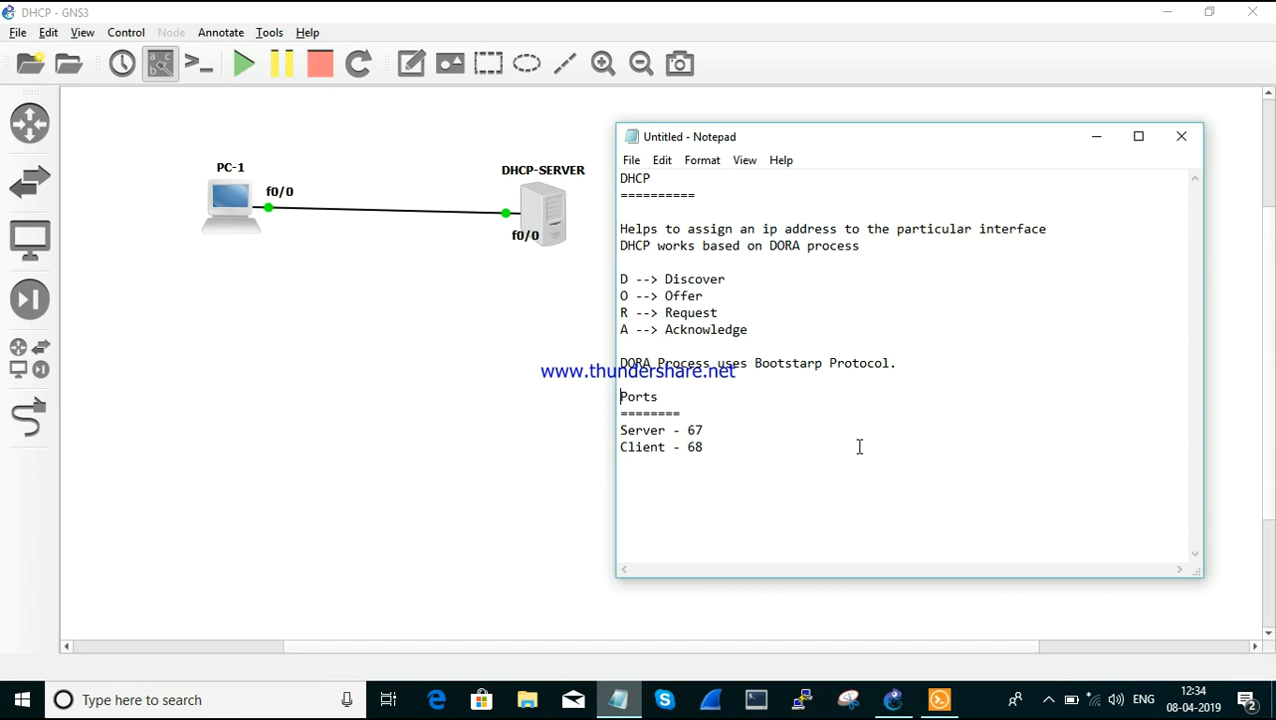 DHCP - GNS3
File Edit View Control Node Annotate Tools Help
PC-1
f0/0
DHCP-SERVER
f0/0
Untitled - Notepad
File Edit Format View Help
DHCP
==========
Helps to assign an ip address to the particular interface
DHCP works based on DORA process
D --> Discover
O --> Offer
R --> Request
A --> Acknowledge
DORA Process uses Bootstarp Protocol.
www.thundershare.net
Ports
========
Server - 67
Client - 68
Type here to search
ENG
12:34
08-04-2019
2